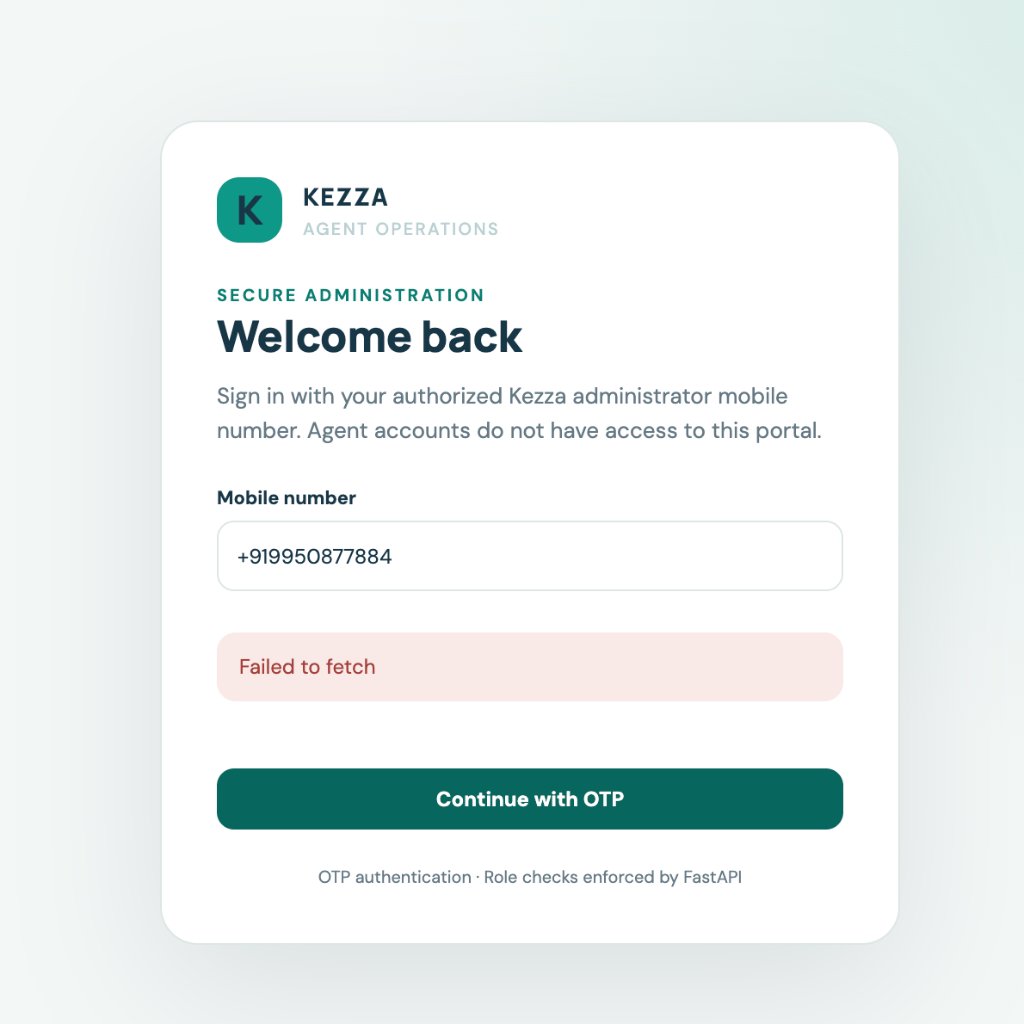 K
KEZZA
AGENT OPERATIONS
SECURE ADMINISTRATION
Welcome back
Sign in with your authorized Kezza administrator mobile
number. Agent accounts do not have access to this portal.
Mobile number
+919950877884
Failed to fetch
Continue with OTP
OTP authentication · Role checks enforced by FastAPI